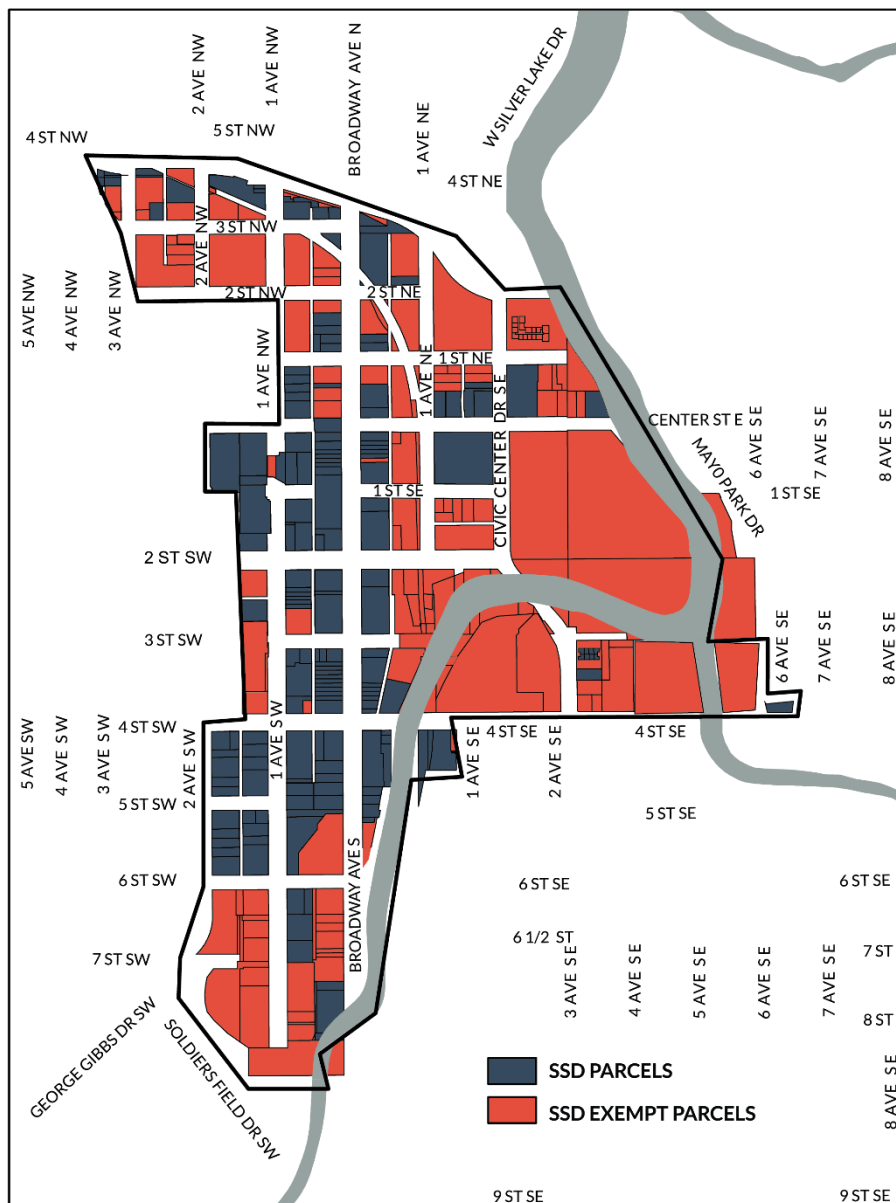 2 AVE NW
1 AVE NW
BROADWAY AVE N
W SILVER LAKE DR
4 ST NW
5 ST NW
1 AVE NE
4 ST NE
3 ST NW
2 AVE NW
5 AVE NW
4 AVE NW
3 AVE NW
2 ST NW
2 ST NE
1 AVE NW
1 ST NE
1 AVE NE
CIVIC CENTER DR SE
CENTER ST E
MAYO PARK DR
6 AVE SE
7 AVE SE
8 AVE SE
1 ST SE
1 ST SE
2 ST SW
3 ST SW
6 AVE SE
7 AVE SE
8 AVE SE
4 ST SW
1 AVE SW
4 ST SE
4 ST SE
5 AVE SW
4 AVE SW
3 AVE SW
2 AVE SW
1 AVE SE
2 AVE SE
5 ST SW
5 ST SE
6 ST SW
BROADWAY AVE S
6 ST SE
6 ST SE
6 1/2 ST
7 ST SW
7 ST
3 AVE SE
4 AVE SE
5 AVE SE
6 AVE SE
7 AVE SE
8 ST
GEORGE GIBBS DR SW
SOLDIERS FIELD DR SW
SSD PARCELS
SSD EXEMPT PARCELS
8 AVE SE
9 ST SE
9 ST SE